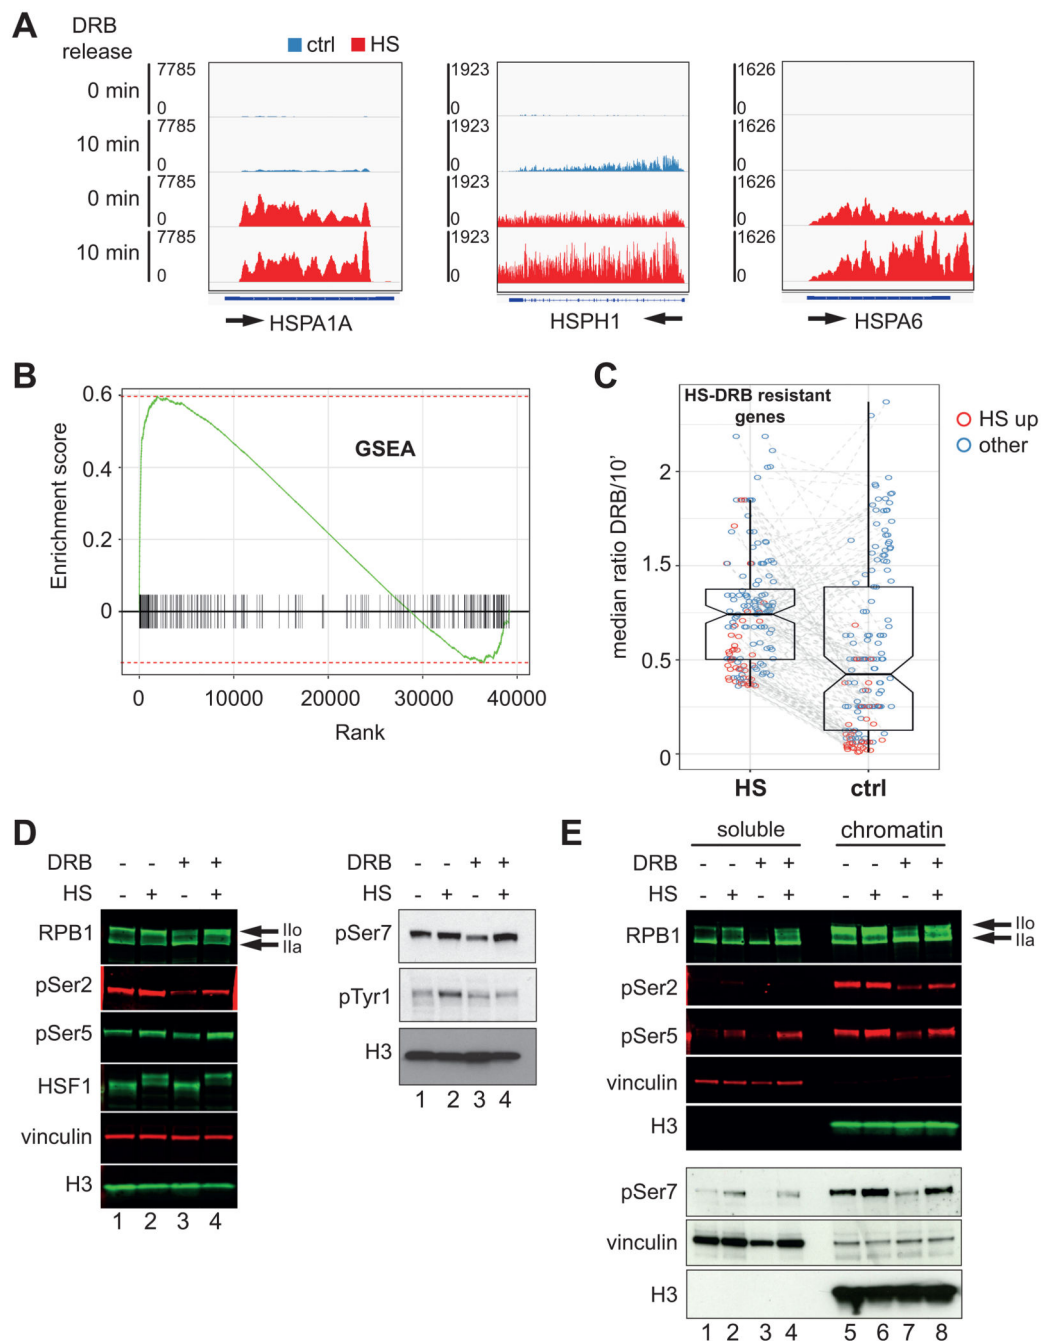 A
DRB
release
ctrl HS
0 min
10 min
0 min
10 min
7785
0
7785
0
7785
0
7785
0
1923
0
1923
0
1923
0
1923
0
1626
0
1626
0
1626
0
1626
0
HSPA1A
HSPH1
HSPA6
B
Enrichment score
0.6
0.4
0.2
0
GSEA
0 10000 20000 30000 40000
Rank
C
HS-DRB resistant
genes
HS up
other
median ratio DRB/10'
2
1.5
0.5
0
HS ctrl
D
DRB - - + +
HS - + - +
RPB1
IIo
IIa
pSer2
pSer5
HSF1
vinculin
H3
1 2 3 4
- - + +
- + - +
pSer7
pTyr1
H3
1 2 3 4
E
soluble chromatin
DRB - - + + - - + +
HS - + - + - + - +
RPB1
IIo
IIa
pSer2
pSer5
vinculin
H3
pSer7
vinculin
H3
1 2 3 4 5 6 7 8